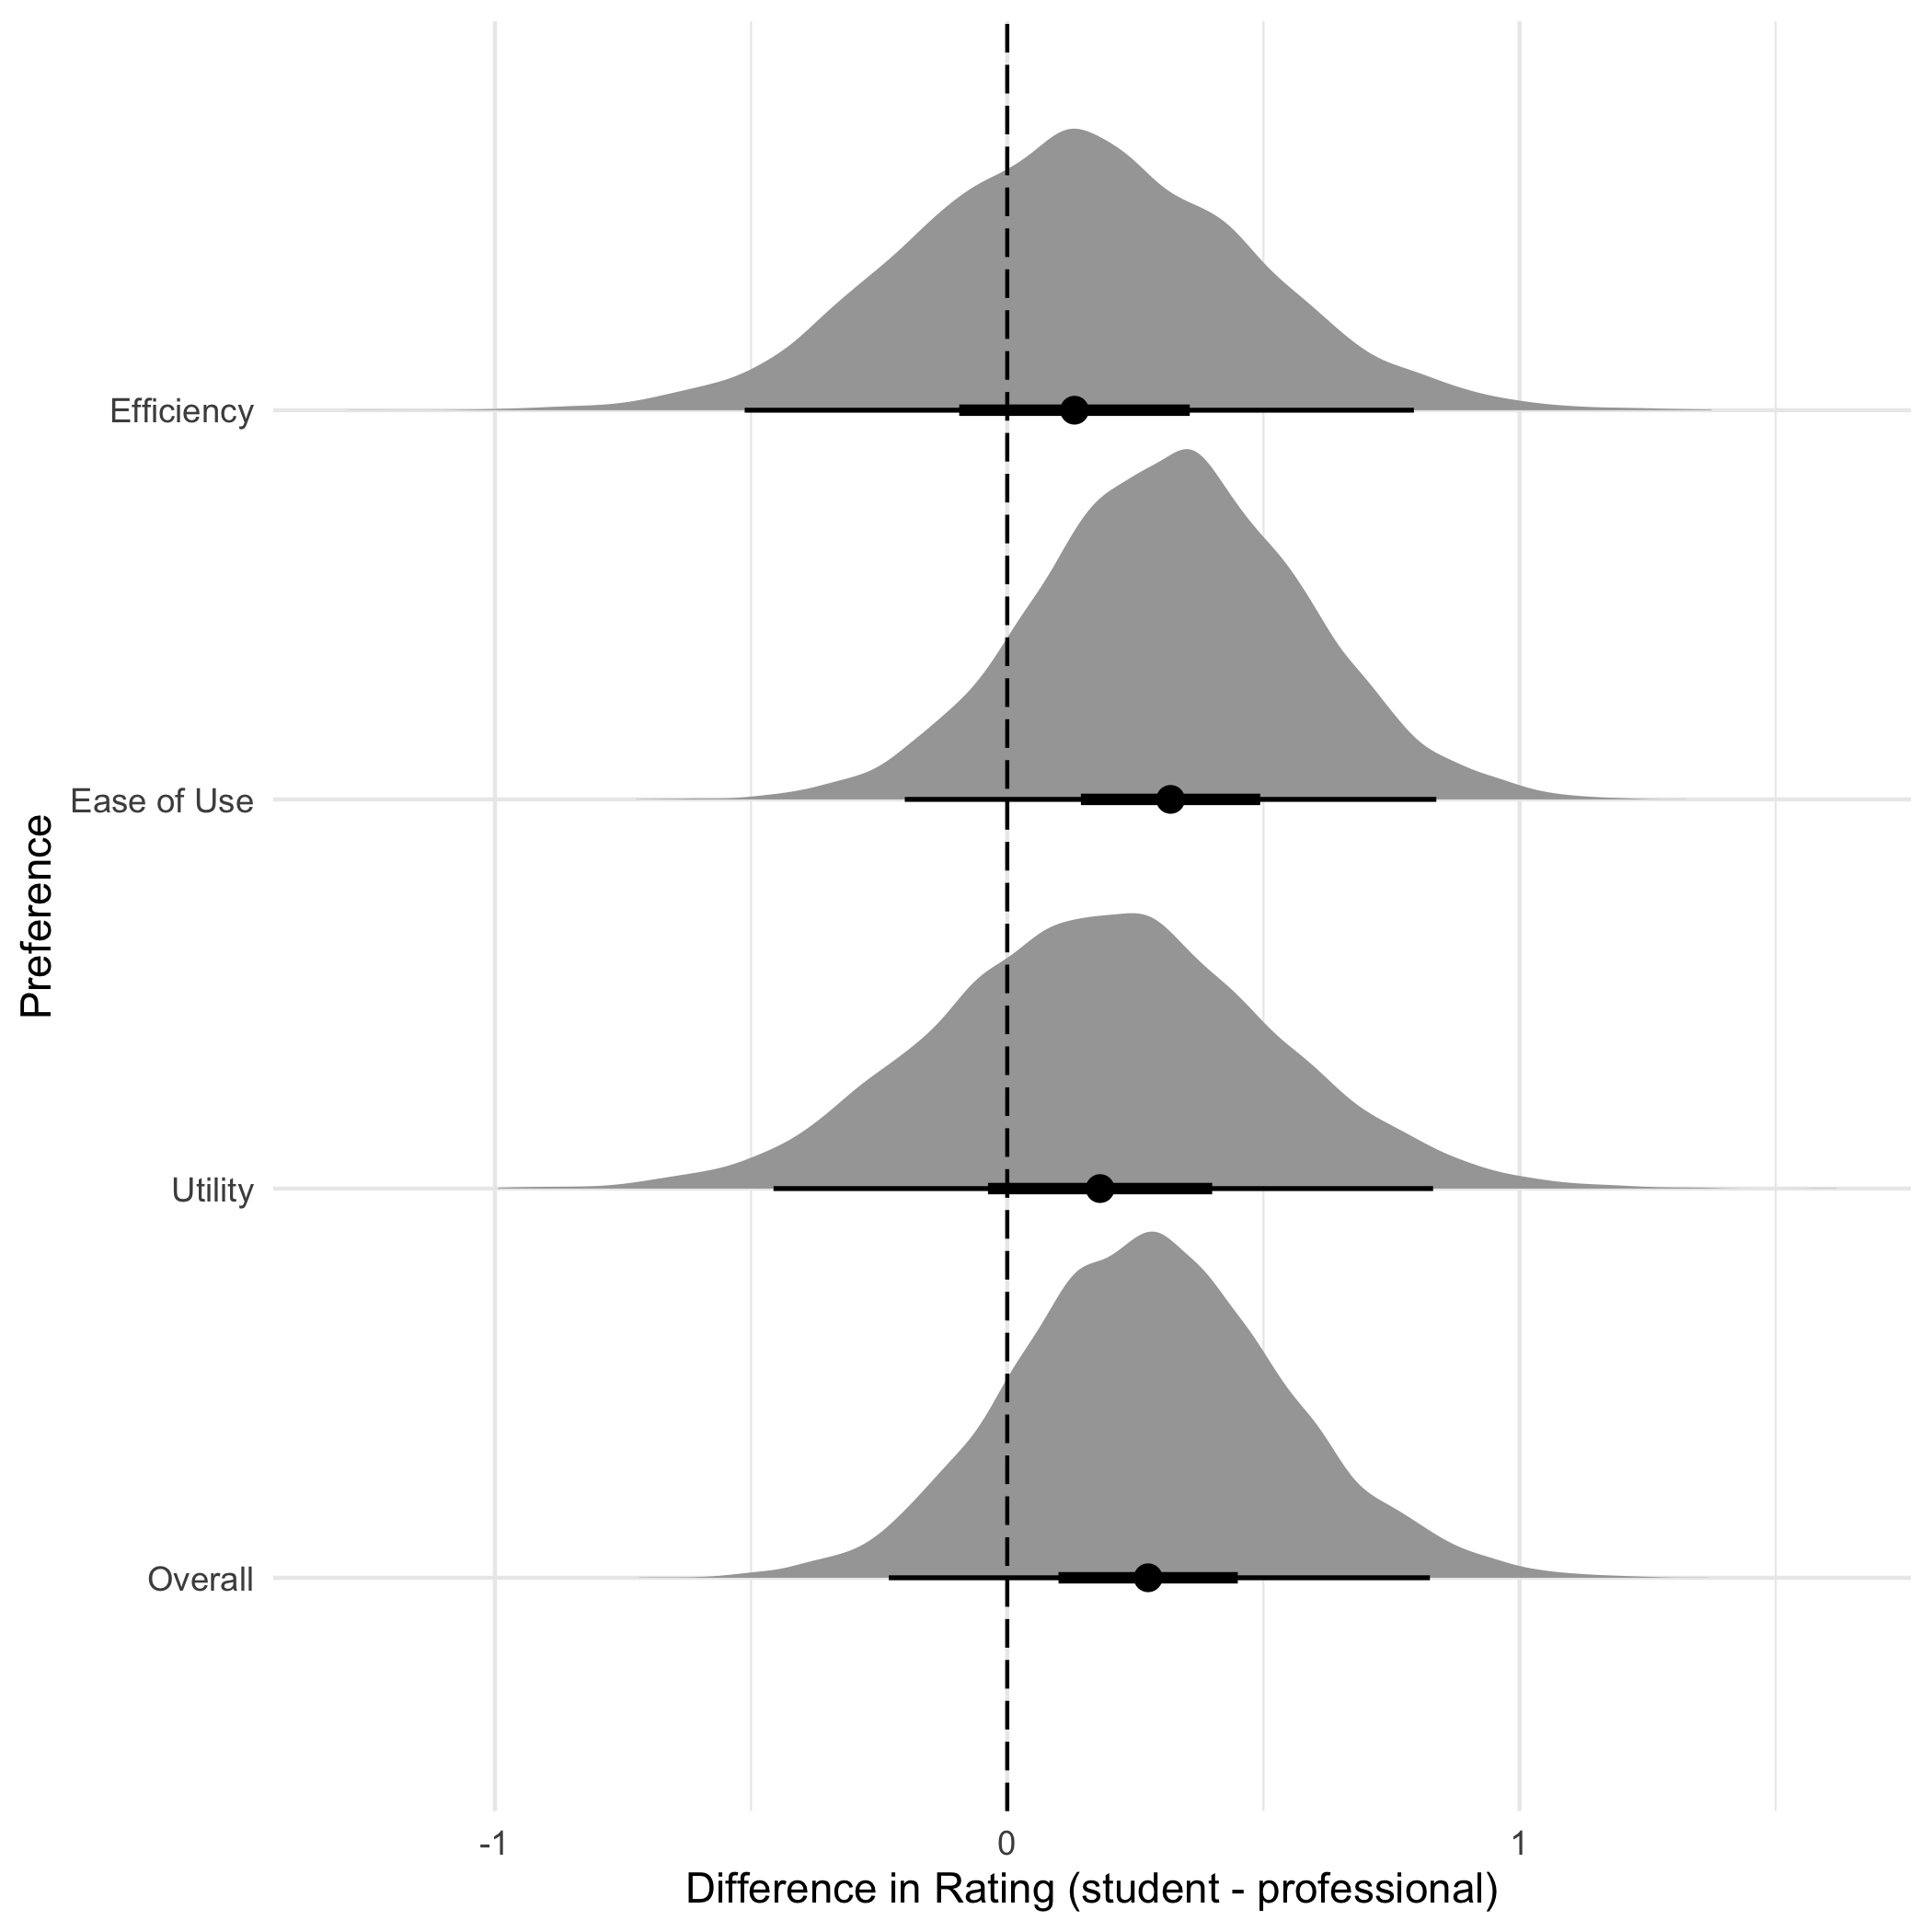 Efficiency
Ease of Use
Utility
Overall
Preference
-1
0
1
Difference in Rating (student - professional)